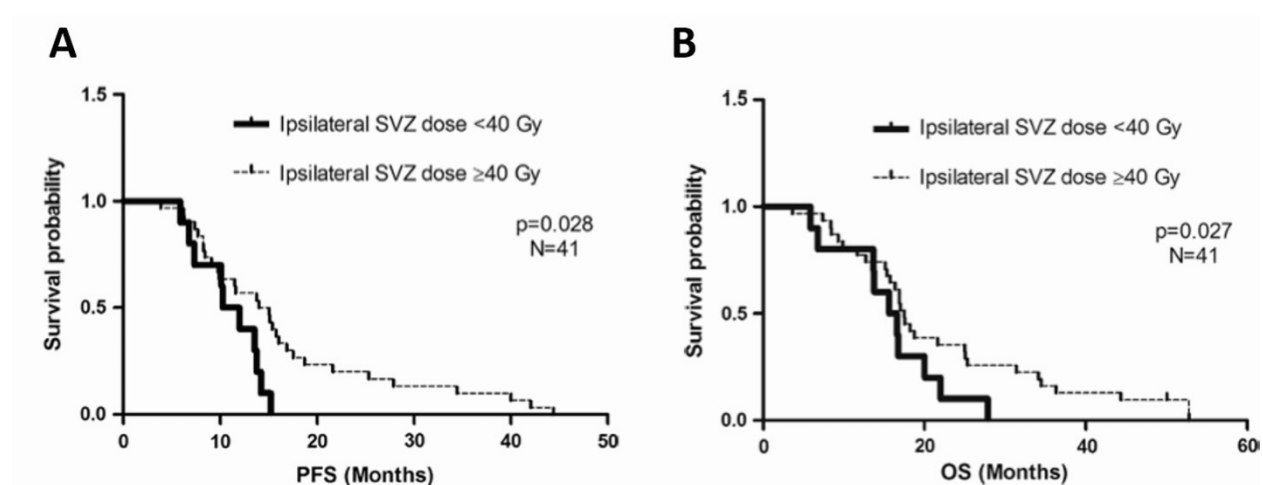 A
1.5
Ipsilateral SVZ dose <40 Gy
Ipsilateral SVZ dose ≥40 Gy
1.0
p=0.028
N=41
Survival probability
0.5
0.0
0 10 20 30 40 50
PFS (Months)
B
1.5
Ipsilateral SVZ dose <40 Gy
Ipsilateral SVZ dose ≥40 Gy
1.0
p=0.027
N=41
Survival probability
0.5
0.0
0 20 40 60
OS (Months)